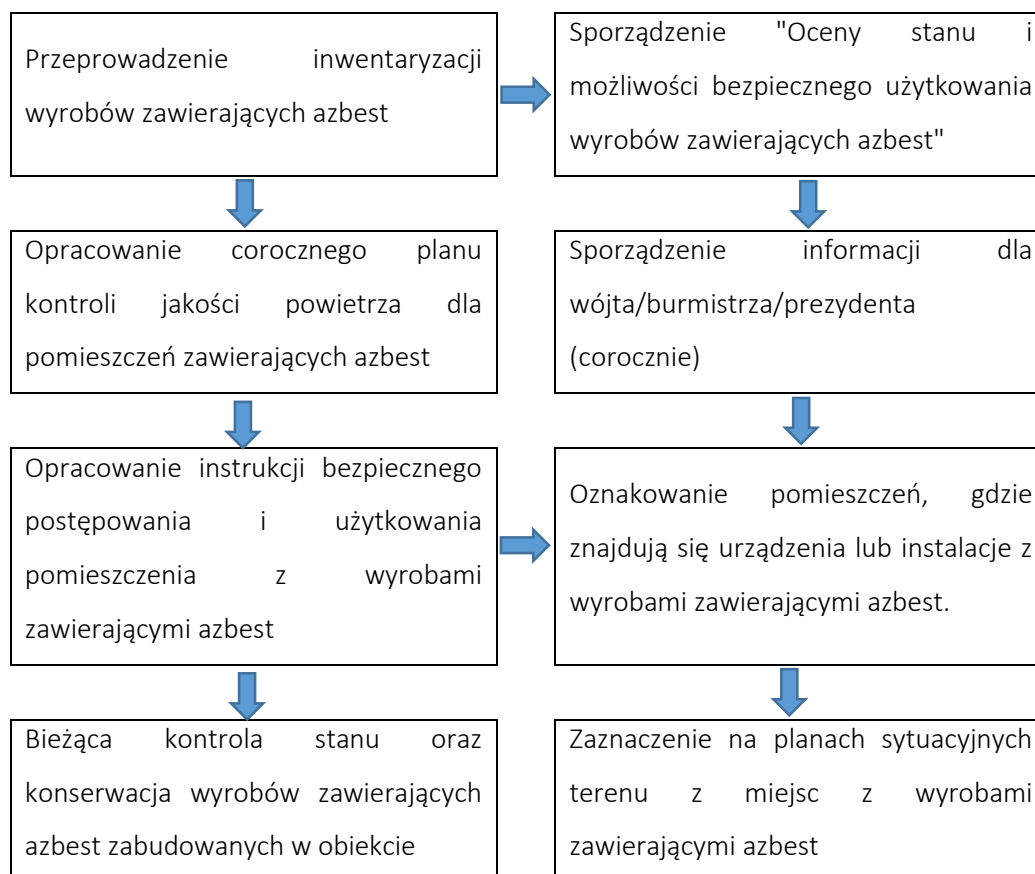 Przeprowadzenie inwentaryzacji
wyrobów zawierających azbest
Sporządzenie "Oceny stanu i
możliwości bezpiecznego użytkowania
wyrobów zawierających azbest"
Opracowanie corocznego planu
kontroli jakości powietrza dla
pomieszczeń zawierających azbest
Sporządzenie informacji dla
wójta/burmistrza/prezydenta
(corocznie)
Opracowanie instrukcji bezpiecznego
postępowania i użytkowania
pomieszczenia z wyrobami
zawierającymi azbest
Oznakowanie pomieszczeń, gdzie
znajdują się urządzenia lub instalacje z
wyrobami zawierającymi azbest.
Bieżąca kontrola stanu oraz
konserwacja wyrobów zawierających
azbest zabudowanych w obiekcie
Zaznaczenie na planach sytuacyjnych
terenu z miejsc z wyrobami
zawierającymi azbest